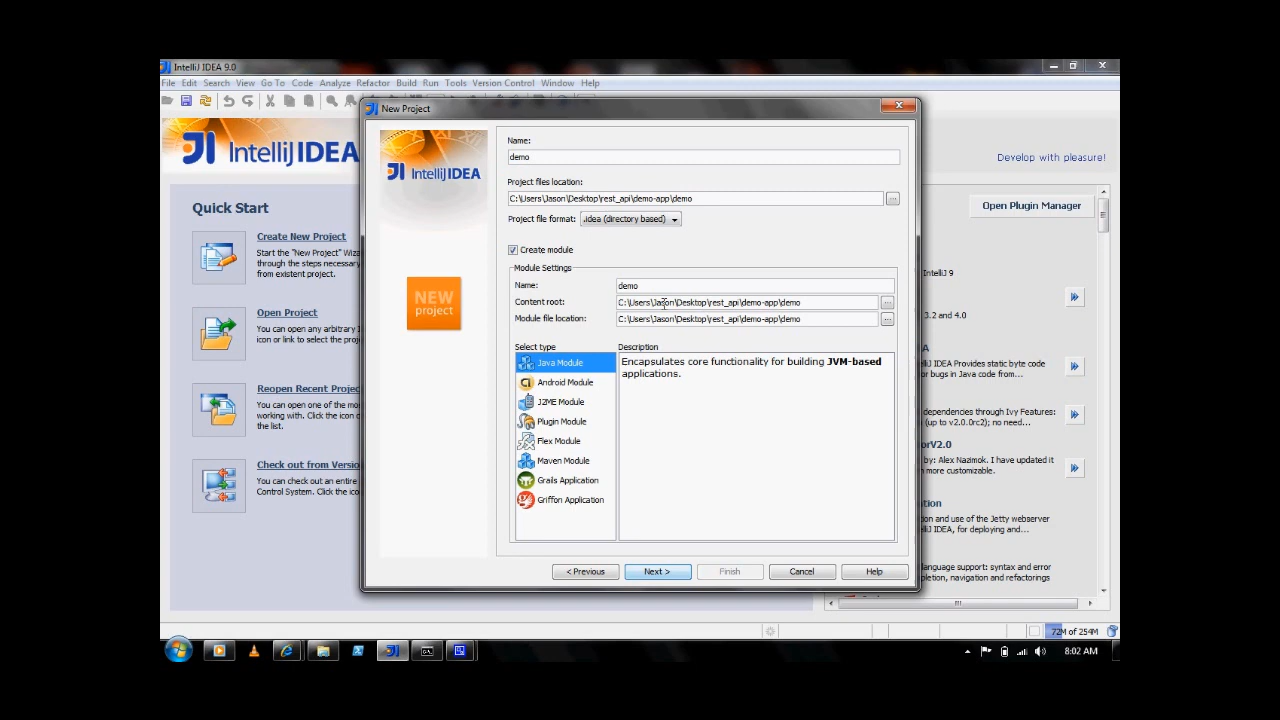 IntelliJ IDEA 9.0
File Edit Search View Go To Code Analyze Refactor Build Run Tools Version Control Window Help
IntelliJ IDEA
Develop with pleasure!
Quick Start
Open Plugin Manager
Create New Project
Start the "New Project" Wiza
through the steps necessary
from existent project.
Open Project
You can open any arbitrary I
icon or link to select the proj
Reopen Recent Projec
You can open one of the mo
working with. Click the icon o
the list.
Check out from Versio
You can check out an entire
Control System. Click the ico
New Project
IntelliJ IDEA
NEW
project
Name:
demo
Project files location:
C:\Users\Jason\Desktop\rest_api\demo-app\demo
...
Project file format: .idea (directory based)
Create module
Module Settings
Name: demo
Content root: C:\Users\Jason\Desktop\rest_api\demo-app\demo ...
Module file location: C:\Users\Jason\Desktop\rest_api\demo-app\demo ...
Select type
Java Module
Android Module
J2ME Module
Plugin Module
Flex Module
Maven Module
Grails Application
Griffon Application
Description
Encapsulates core functionality for building JVM-based
applications.
< Previous Next > Finish Cancel Help
IntelliJ 9
3.2 and 4.0
A
IDEA Provides static byte code
or bugs in Java code from...
dependencies through Ivy Features:
(up to v2.0.0rc2); no need...
orV2.0
by: Alex Nazimok. I have updated it
more customizable.
tion
on and use of the Jetty webserver
IJ IDEA, for deploying and...
language support: syntax and error
pletion, navigation and refactorings
72M of 254M
8:02 AM